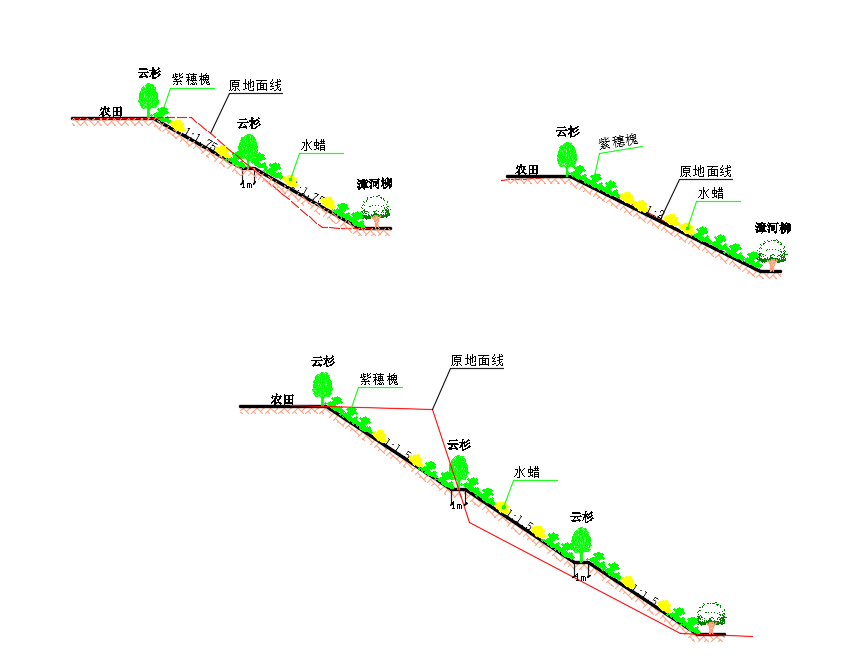 云杉
紫穗槐
原地面线
农田
云杉
1:1.75
水蜡
1m
1:1.75
漳河柳
云杉
紫穗槐
农田
原地面线
水蜡
1:2
漳河柳
云杉
紫穗槐
原地面线
农田
1:1.5
云杉
水蜡
1m
1:1.5
云杉
1m
1:1.5